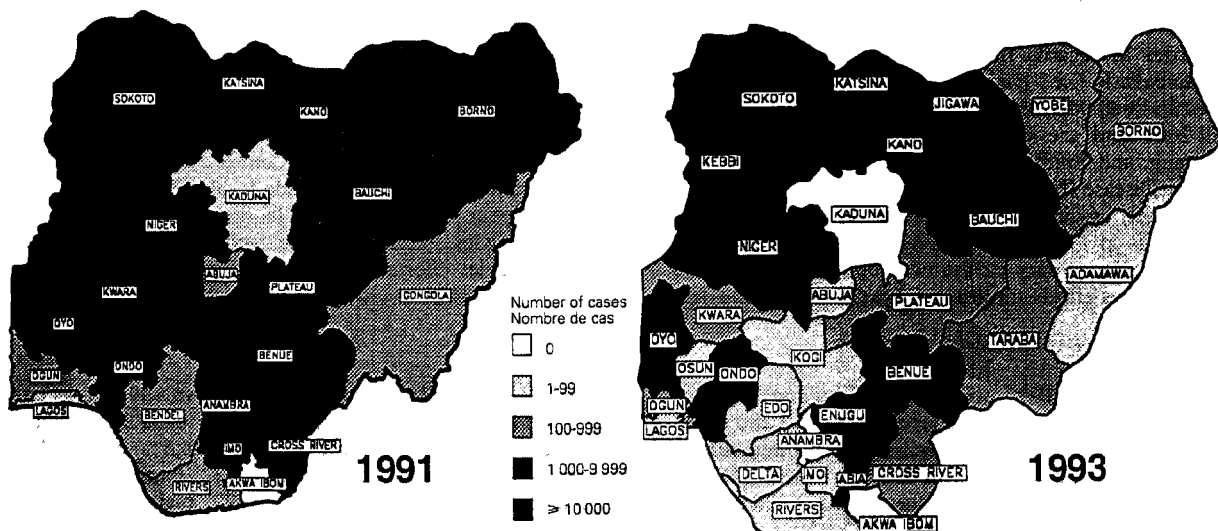 SOKOTO
KATSINA
KANO
BORNO
KADUNA
BAUCHI
NIGER
ABUJA
PLATEAU
GONGOLA
KWARA
OYO
BENUE
ONDO
OGUN
LAGOS
BENDEL
ANAMBRA
IMO
CROSS RIVER
RIVERS
AKWA IBOM
1991
Number of cases
Nombre de cas
0
1-99
100-999
1 000-9 999
≥ 10 000
SOKOTO
KATSINA
JIGAWA
YOBE
BORNO
KANO
KEBBI
KADUNA
BAUCHI
NIGER
ADAMAWA
ABUJA
PLATEAU
KWARA
TARABA
OYO
KOGI
OSUN
ONDO
BENUE
OGUN
EDO
ENUGU
LAGOS
ANAMBRA
DELTA
IMO
ABIA
CROSS RIVER
RIVERS
AKWA IBOM
1993